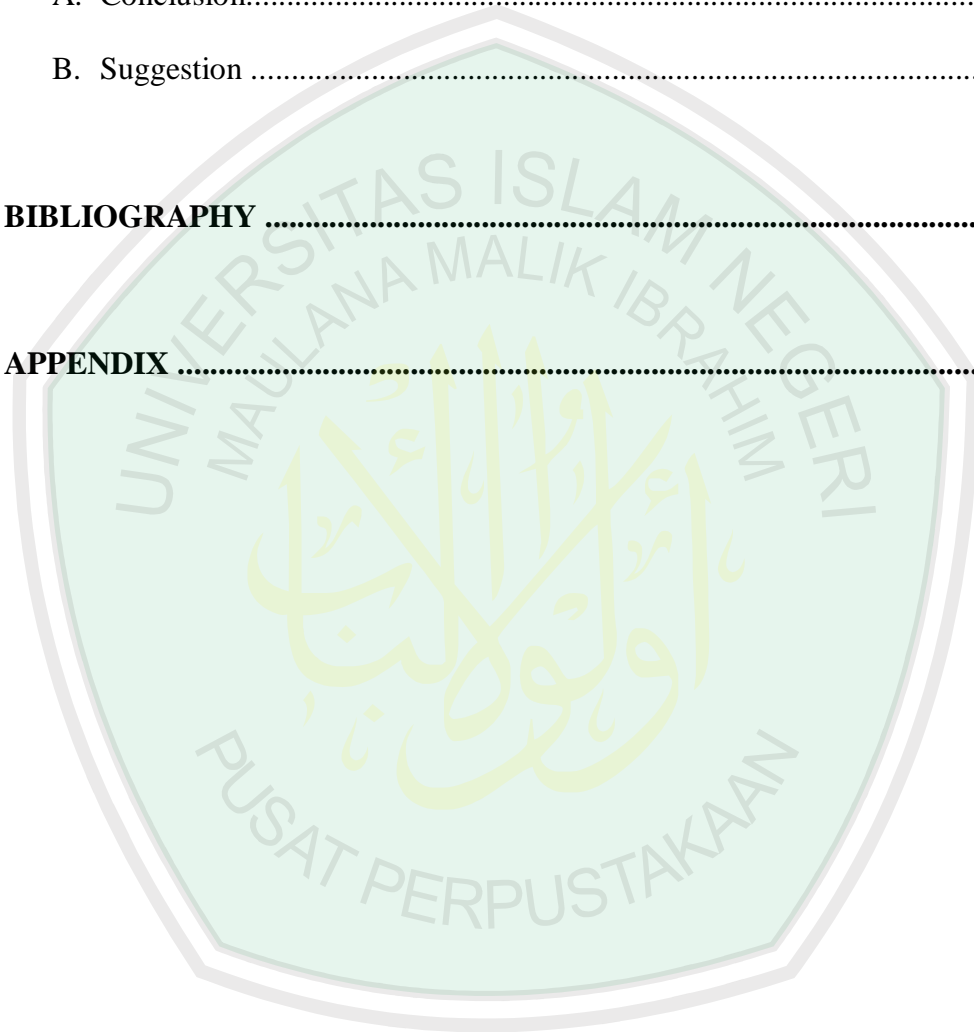 A. Conclusion..........................................................................................
B. Suggestion ..........................................................................................
BIBLIOGRAPHY ..........................................................................................
APPENDIX ..........................................................................................
UNIVERSITAS ISLAM NEGERI
MAULANA MALIK IBRAHIM
PUSAT PERPUSTAKAAN